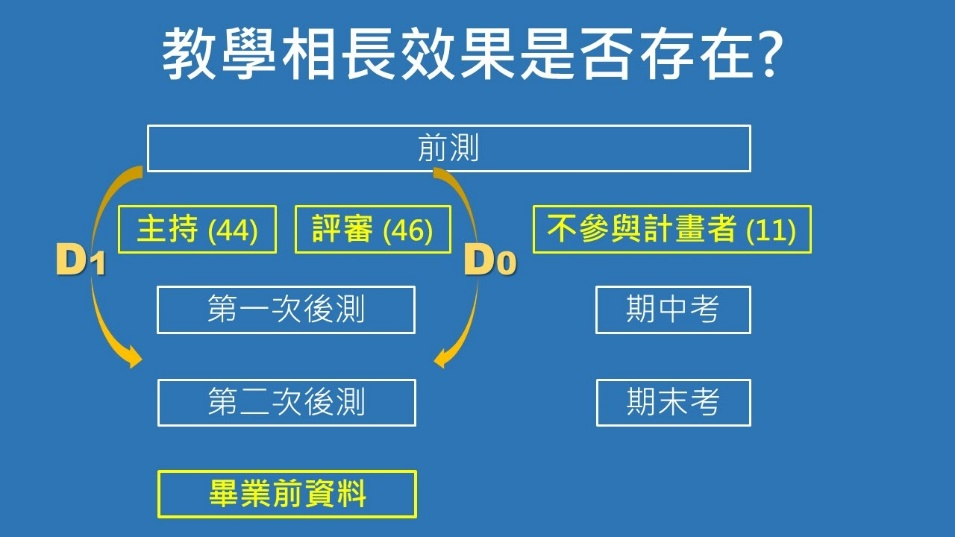 教學相長效果是否存在?
前測
主持 (44) 評審 (46) 不參與計畫者 (11)
D1 D0
第一次後測 期中考
第二次後測 期末考
畢業前資料